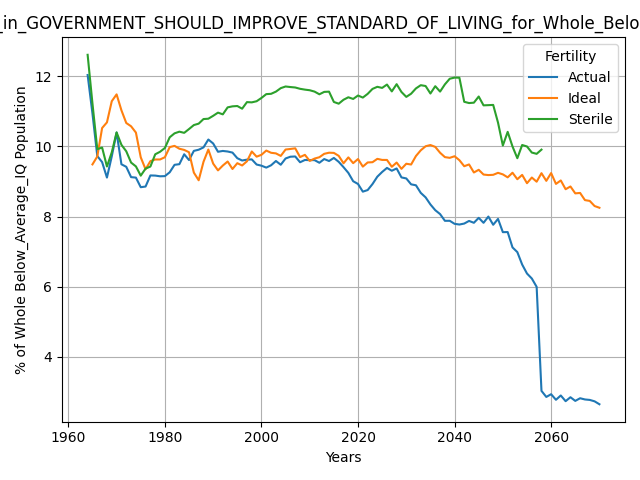 _in_GOVERNMENT_SHOULD_IMPROVE_STANDARD_OF_LIVING_for_Whole_Belo
% of Whole Below_Average_IQ Population
12
10
8
6
4
Fertility
Actual
Ideal
Sterile
1960 1980 2000 2020 2040 2060
Years